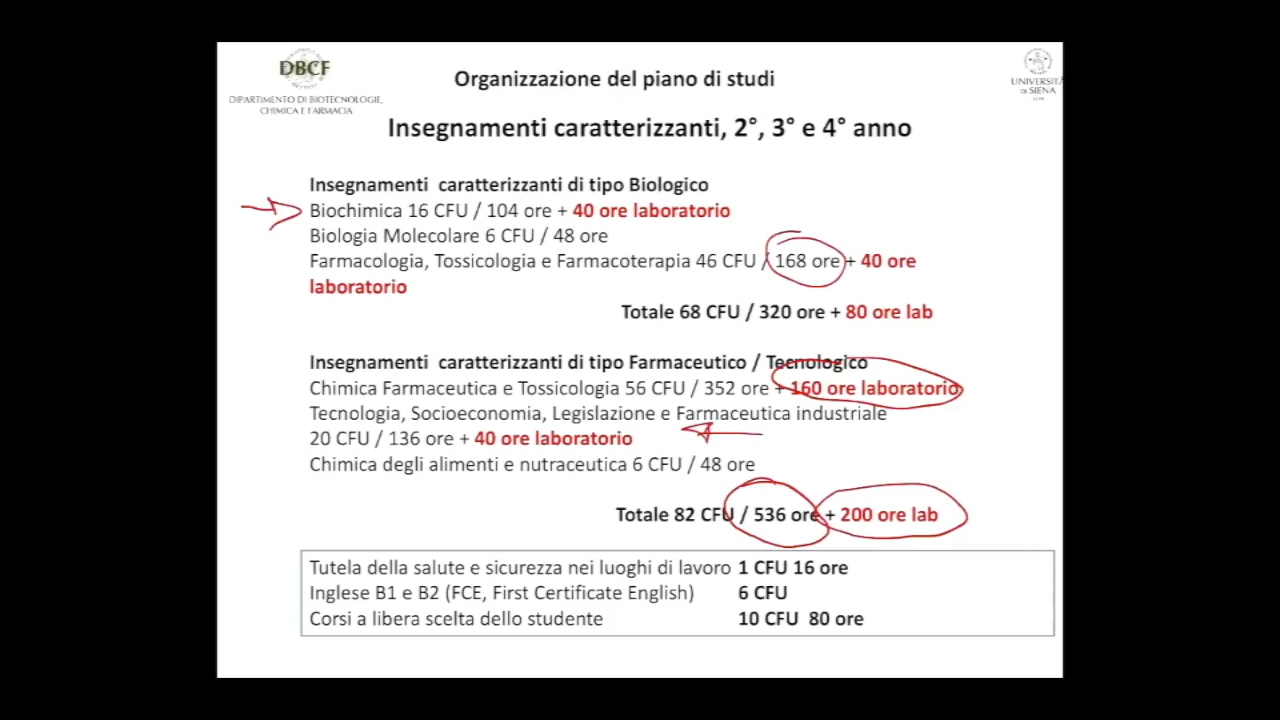 DBCF
DIPARTIMENTO DI BIOTECNOLOGIE,
CHIMICA E FARMACIA
Organizzazione del piano di studi
UNIVERSITÀ
DI SIENA
Insegnamenti caratterizzanti, 2°, 3° e 4° anno
Insegnamenti caratterizzanti di tipo Biologico
Biochimica 16 CFU / 104 ore + 40 ore laboratorio
Biologia Molecolare 6 CFU / 48 ore
Farmacologia, Tossicologia e Farmacoterapia 46 CFU / 168 ore + 40 ore
laboratorio
Totale 68 CFU / 320 ore + 80 ore lab
Insegnamenti caratterizzanti di tipo Farmaceutico / Tecnologico
Chimica Farmaceutica e Tossicologia 56 CFU / 352 ore + 160 ore laboratorio
Tecnologia, Socioeconomia, Legislazione e Farmaceutica industriale
20 CFU / 136 ore + 40 ore laboratorio
Chimica degli alimenti e nutraceutica 6 CFU / 48 ore
Totale 82 CFU / 536 ore + 200 ore lab
Tutela della salute e sicurezza nei luoghi di lavoro 1 CFU 16 ore
Inglese B1 e B2 (FCE, First Certificate English) 6 CFU
Corsi a libera scelta dello studente 10 CFU 80 ore